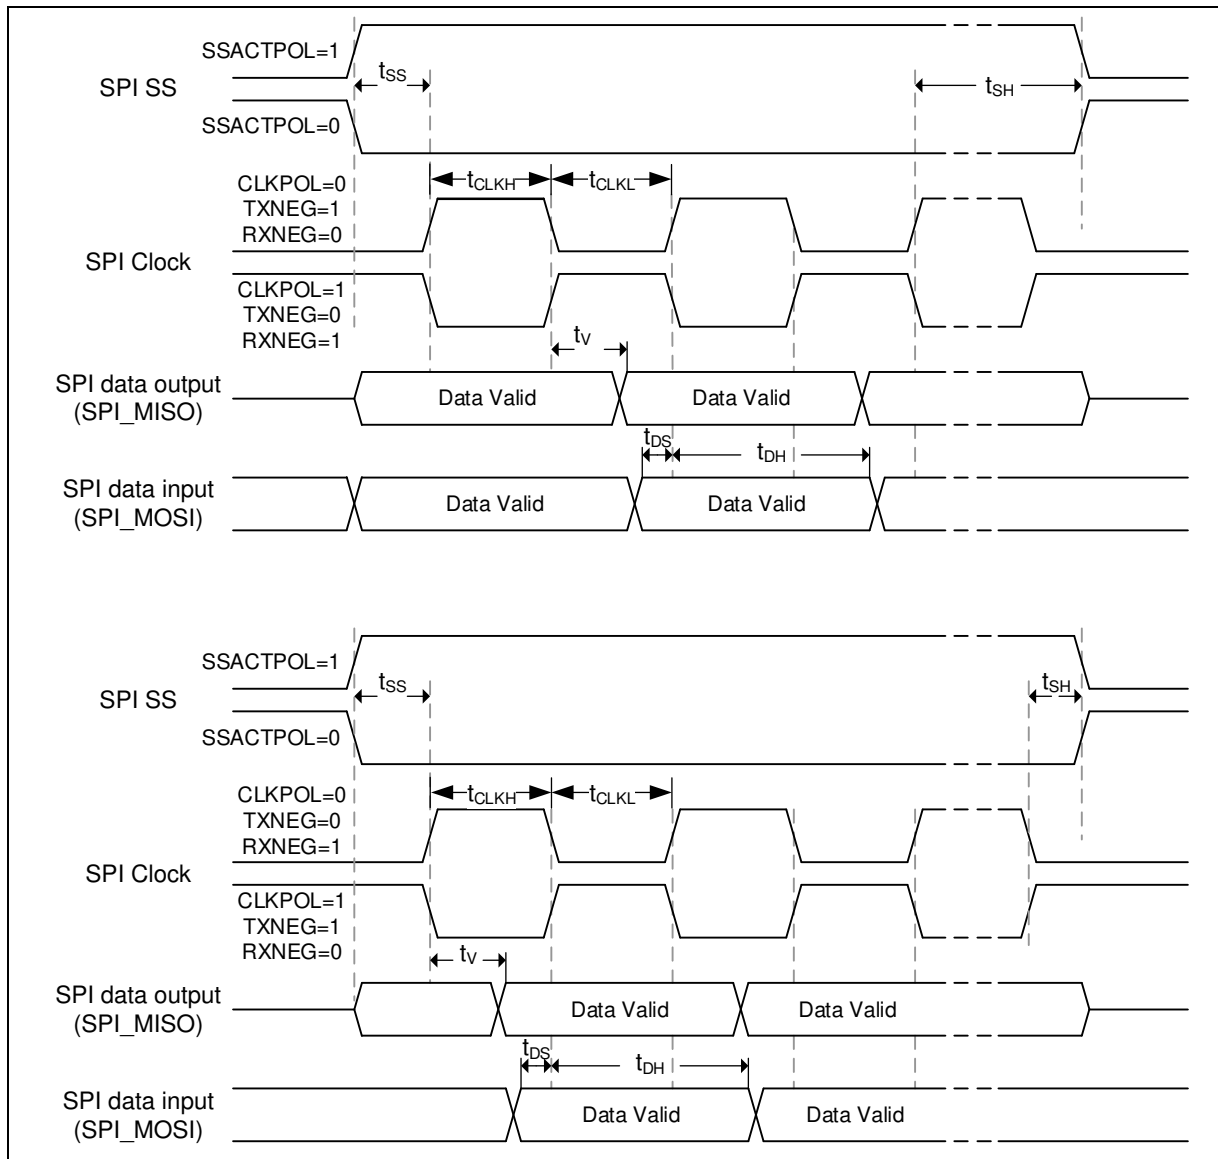 SSACTPOL=1
SPI SS
tSS
tSH
SSACTPOL=0
CLKPOL=0
TXNEG=1
RXNEG=0
tCLKH
tCLKL
SPI Clock
CLKPOL=1
TXNEG=0
RXNEG=1
tV
SPI data output
(SPI_MISO)
Data Valid
Data Valid
tDS
tDH
SPI data input
(SPI_MOSI)
Data Valid
Data Valid
SSACTPOL=1
SPI SS
tSS
tSH
SSACTPOL=0
CLKPOL=0
TXNEG=0
RXNEG=1
tCLKH
tCLKL
SPI Clock
CLKPOL=1
TXNEG=1
RXNEG=0
tV
SPI data output
(SPI_MISO)
Data Valid
Data Valid
tDS
tDH
SPI data input
(SPI_MOSI)
Data Valid
Data Valid